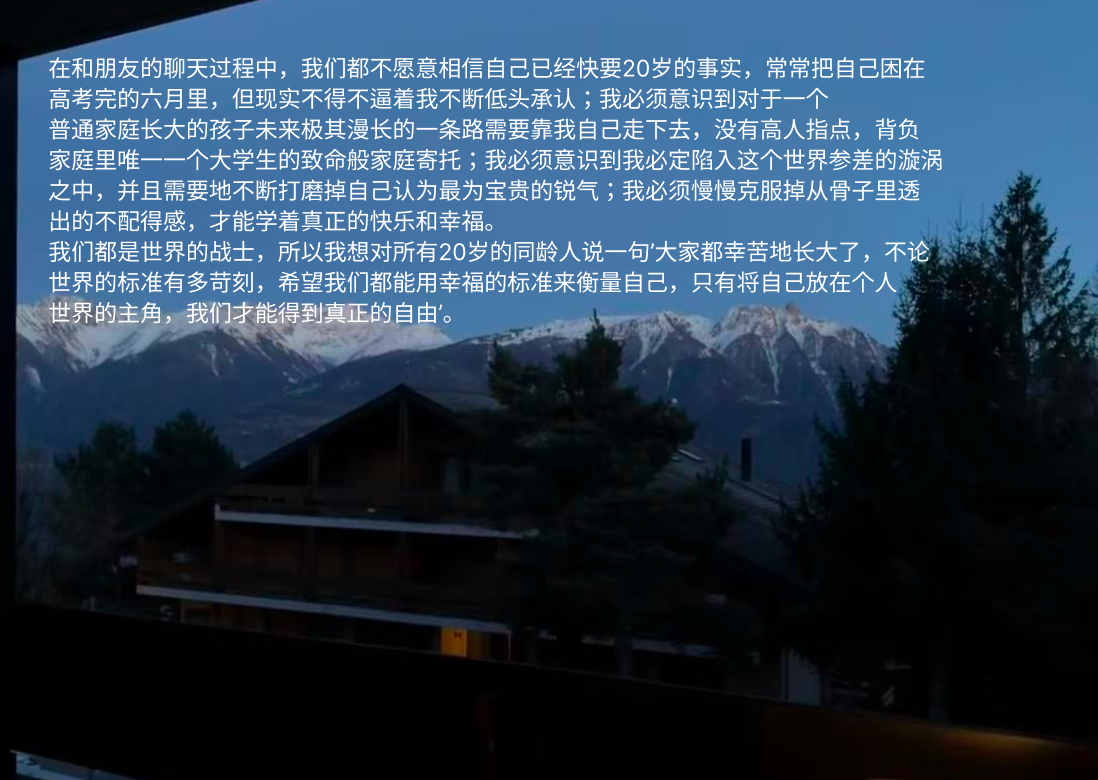 在和朋友的聊天过程中，我们都不愿意相信自己已经快要20岁的事实，常常把自己困在
高考完的六月里，但现实不得不逼着我不断低头承认；我必须意识到对于一个
普通家庭长大的孩子未来极其漫长的一条路需要靠我自己走下去，没有高人指点，背负
家庭里唯一一个大学生的致命般家庭寄托；我必须意识到我必定陷入这个世界参差的漩涡
之中，并且需要地不断打磨掉自己认为最为宝贵的锐气；我必须慢慢克服掉从骨子里透
出的不配得感，才能学着真正的快乐和幸福。
我们都是世界的战士，所以我想对所有20岁的同龄人说一句’大家都幸苦地长大了，不论
世界的标准有多苛刻，希望我们都能用幸福的标准来衡量自己，只有将自己放在个人
世界的主角，我们才能得到真正的自由’。